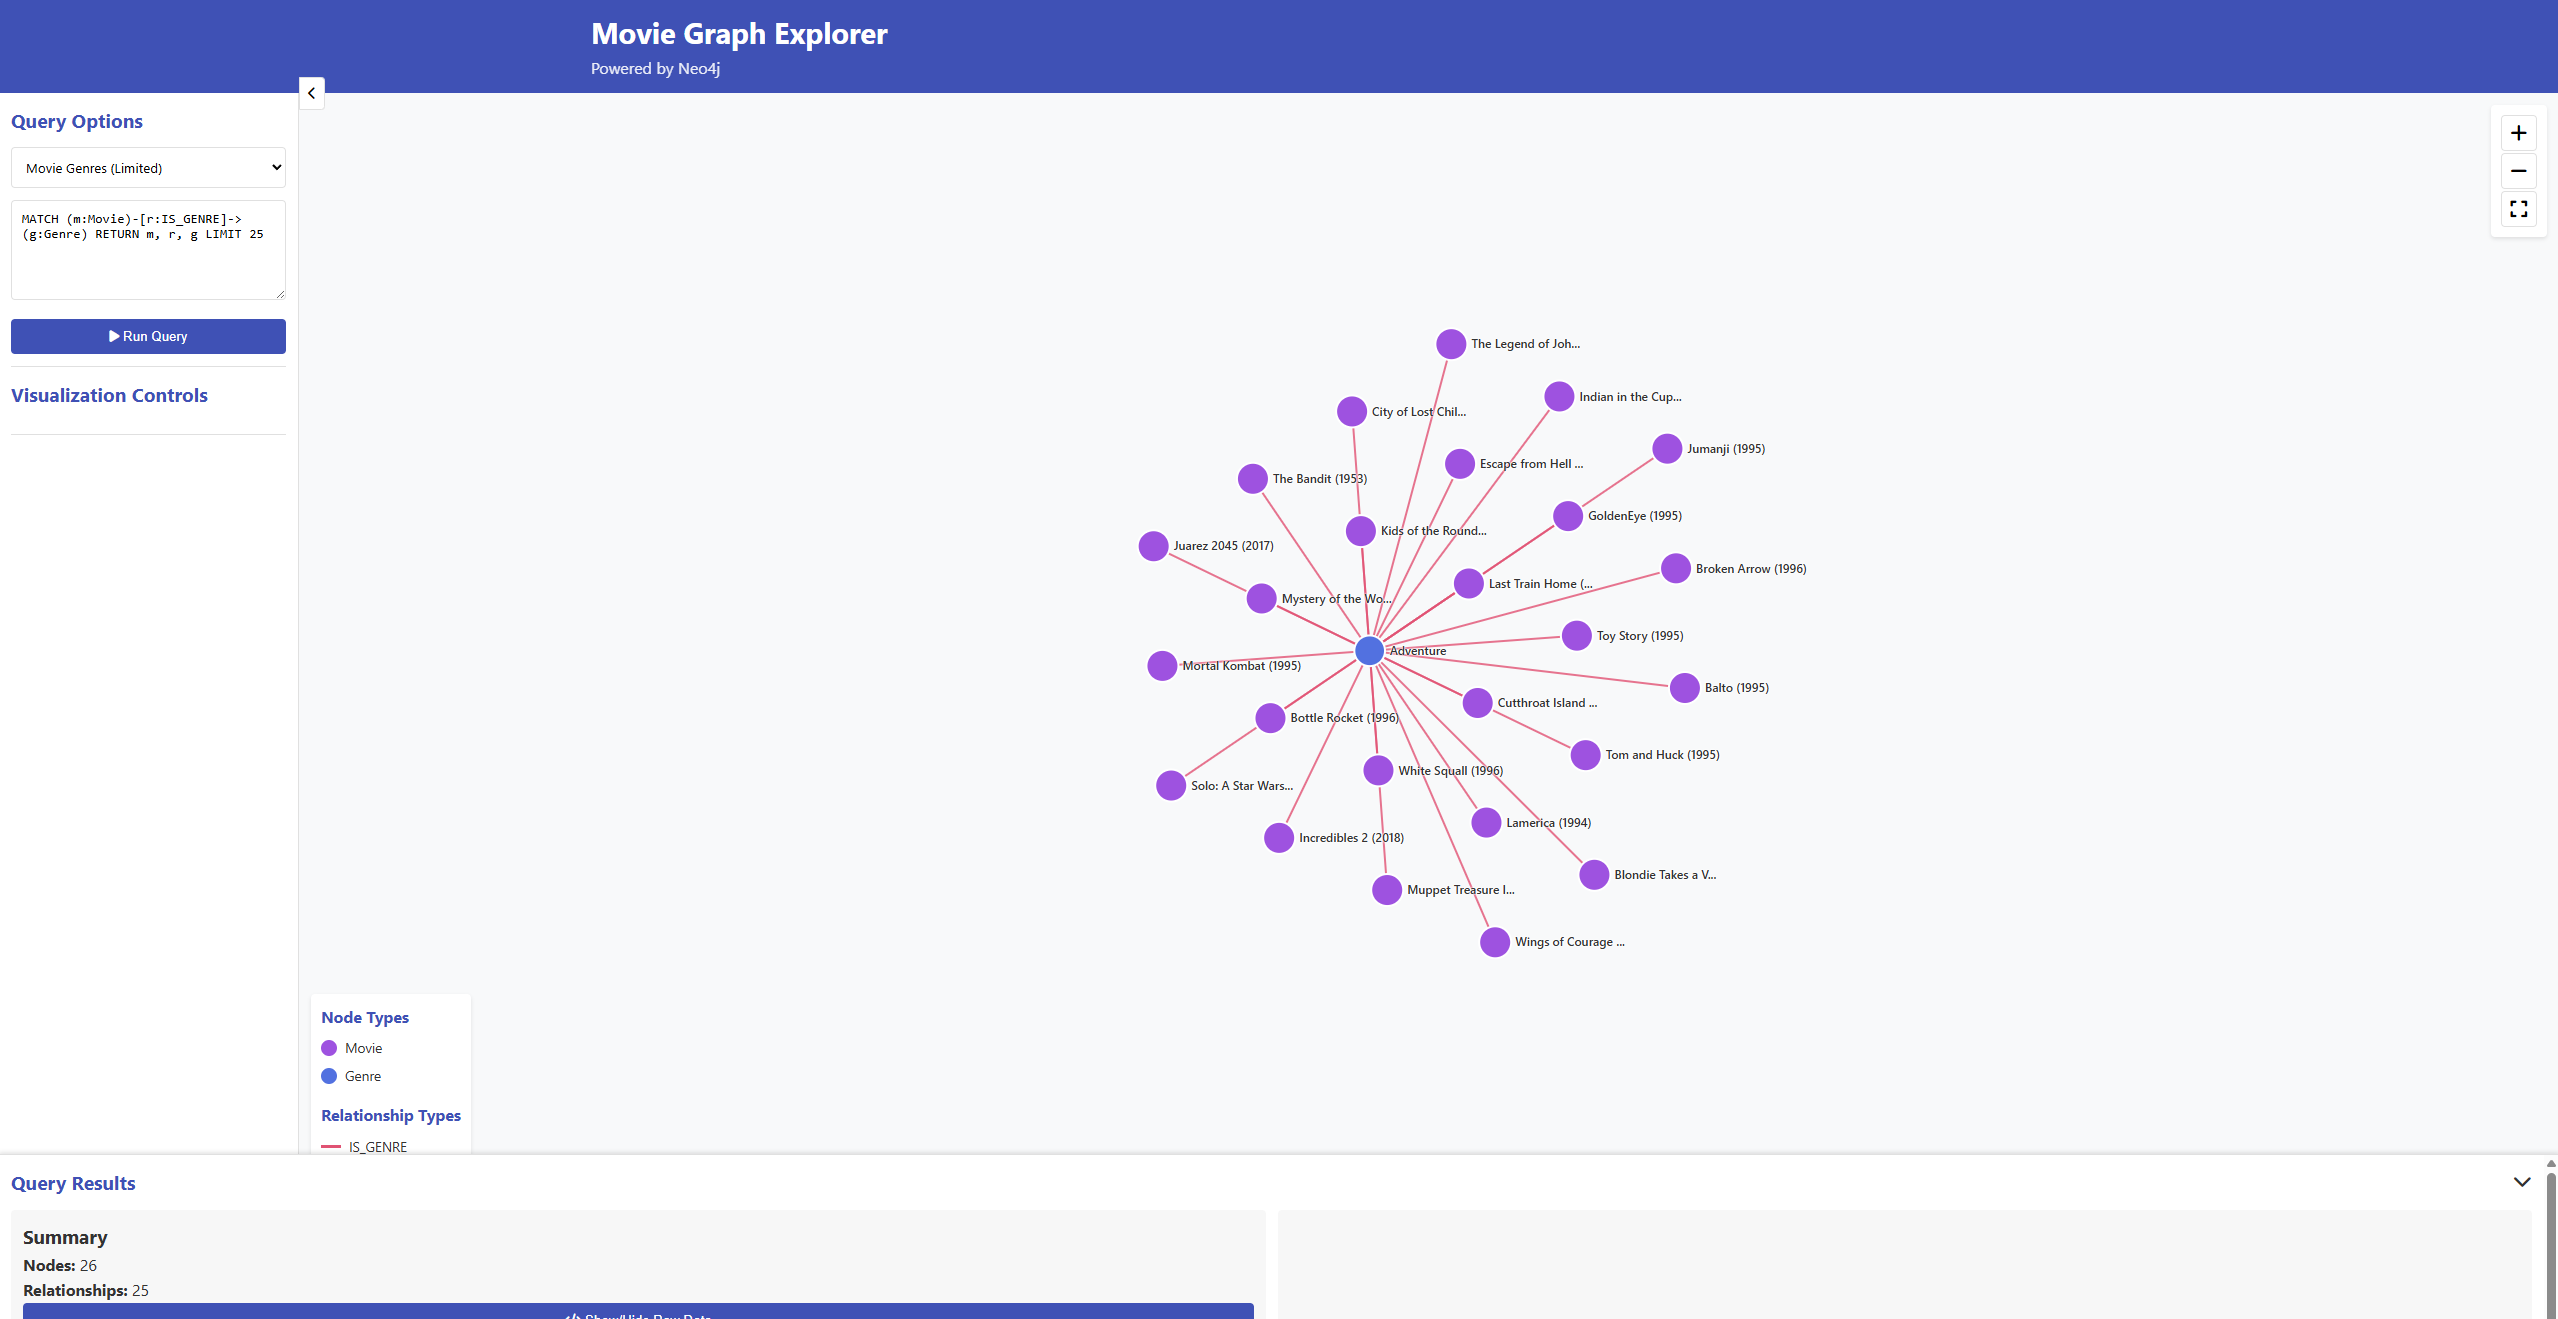 Movie Graph Explorer
Powered by Neo4j
Query Options
Movie Genres (Limited)
MATCH (m:Movie)-[r:IS_GENRE]->
(g:Genre) RETURN m, r, g LIMIT 25
Run Query
Visualization Controls
The Legend of Joh...
Indian in the Cup...
City of Lost Chil...
Jumanji (1995)
Escape from Hell ...
The Bandit (1953)
GoldenEye (1995)
Kids of the Round...
Juarez 2045 (2017)
Broken Arrow (1996)
Last Train Home (...
Mystery of the Wo...
Toy Story (1995)
Adventure
Mortal Kombat (1995)
Balto (1995)
Cutthroat Island ...
Bottle Rocket (1996)
Tom and Huck (1995)
White Squall (1996)
Solo: A Star Wars...
Lamerica (1994)
Incredibles 2 (2018)
Blondie Takes a V...
Muppet Treasure I...
Wings of Courage ...
Node Types
Movie
Genre
Relationship Types
IS_GENRE
Query Results
Summary
Nodes: 26
Relationships: 25
</> Show/Hide Raw Data